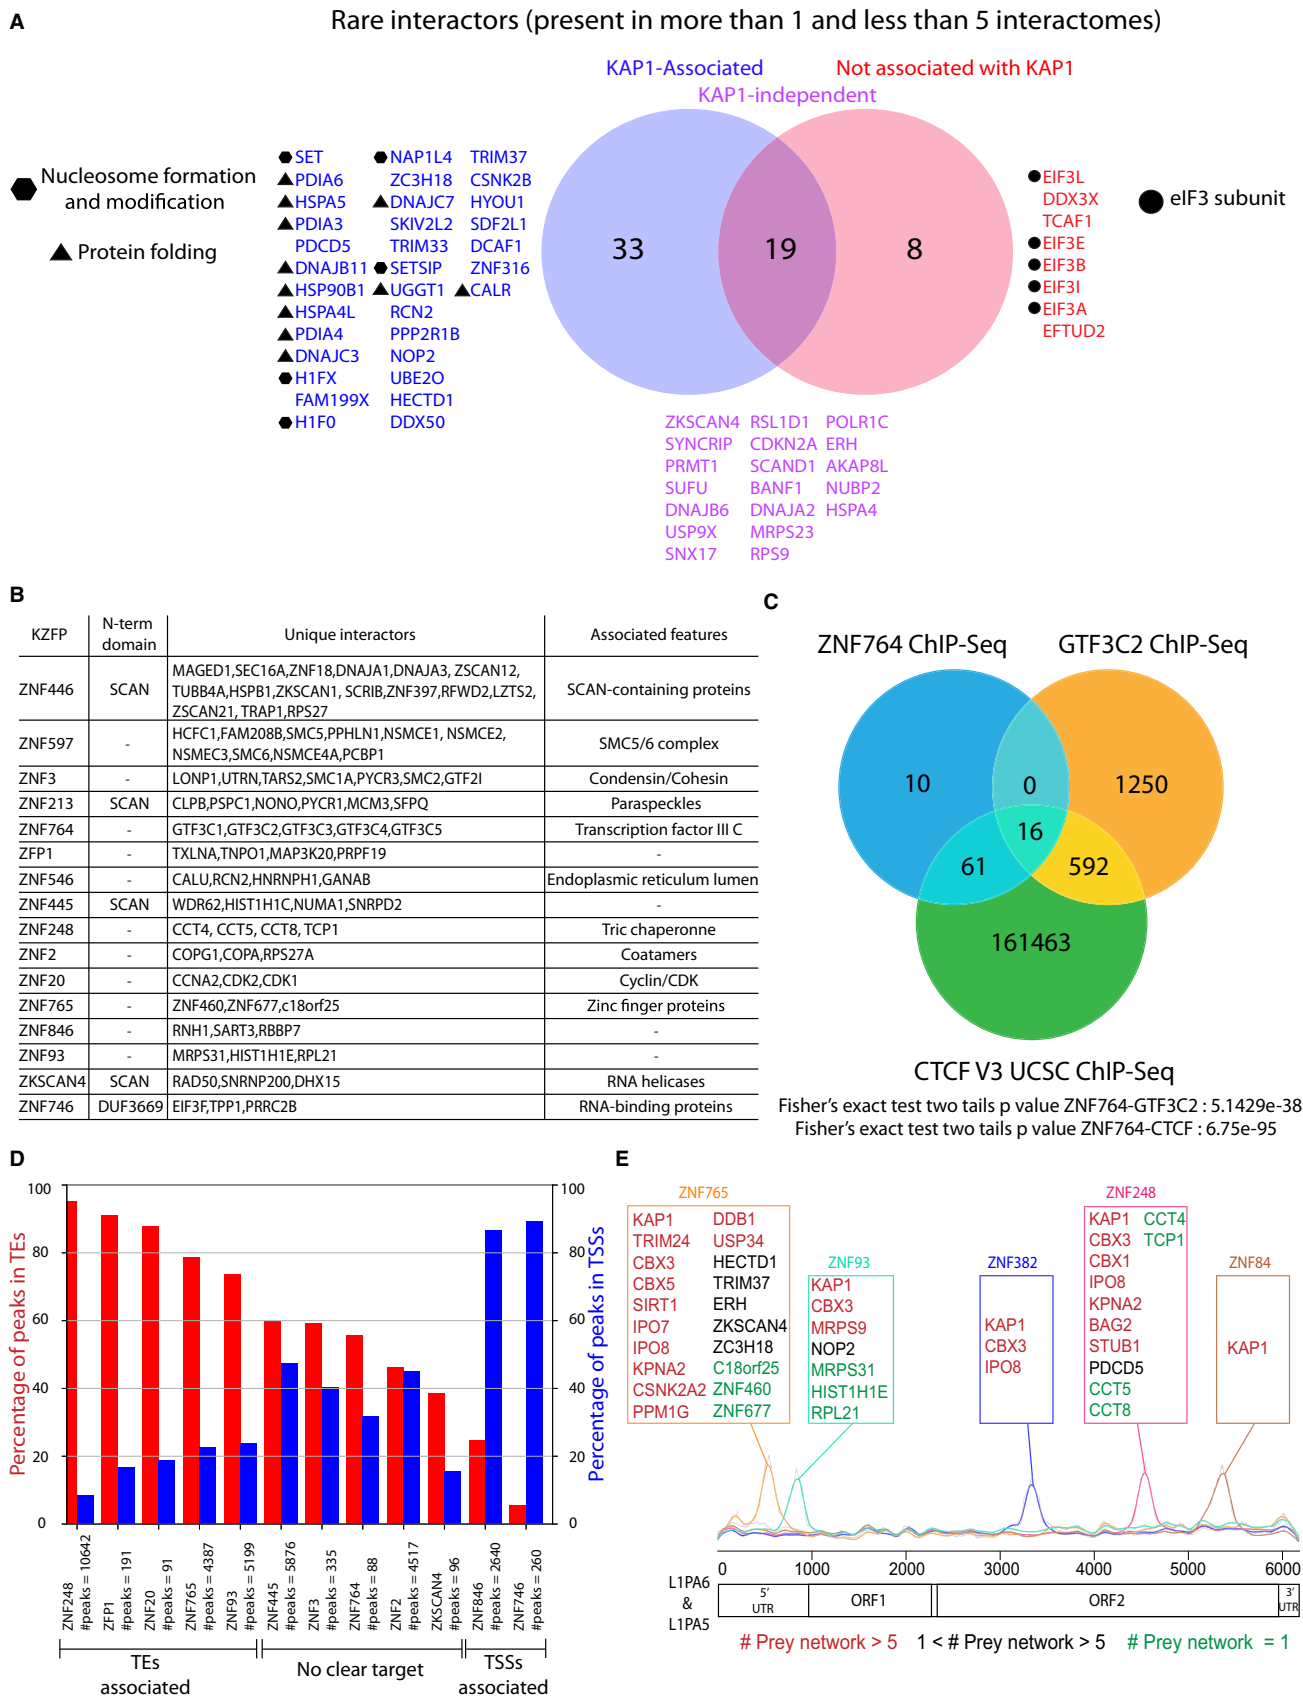 A
Rare interactors (present in more than 1 and less than 5 interactomes)
KAP1-Associated
Not associated with KAP1
KAP1-independent
Nucleosome formation
and modification
Protein folding
SET NAP1L4 TRIM37
PDIA6 ZC3H18 CSNK2B
HSPA5 DNAJC7 HYOU1
PDIA3 SKIV2L2 SDF2L1
PDCD5 TRIM33 DCAF1
DNAJB11 SETSIP ZNF316
HSP90B1 UGGT1 CALR
HSPA4L RCN2
PDIA4 PPP2R1B
DNAJC3 NOP2
H1FX UBE2O
FAM199X HECTD1
H1F0 DDX50
33 19 8
EIF3L
DDX3X
TCAF1
EIF3E
EIF3B
EIF3I
EIF3A
EFTUD2
eIF3 subunit
ZKSCAN4 RSL1D1 POLR1C
SYNCRIP CDKN2A ERH
PRMT1 SCAND1 AKAP8L
SUFU BANF1 NUBP2
DNAJB6 DNAJA2 HSPA4
USP9X MRPS23
SNX17 RPS9
B
KZFP N-term domain Unique interactors Associated features
ZNF446 SCAN MAGED1,SEC16A,ZNF18,DNAJA1,DNAJA3, ZSCAN12,
TUBB4A,HSPB1,ZKSCAN1, SCRIB,ZNF397,RFWD2,LZTS2,
ZSCAN21, TRAP1,RPS27
SCAN-containing proteins
ZNF597 - HCFC1,FAM208B,SMC5,PPHLN1,NSMCE1, NSMCE2,
NSMEC3,SMC6,NSMCE4A,PCBP1
SMC5/6 complex
ZNF3 - LONP1,UTRN,TARS2,SMC1A,PYCR3,SMC2,GTF2I Condensin/Cohesin
ZNF213 SCAN CLPB,PSPC1,NONO,PYCR1,MCM3,SFPQ Paraspeckles
ZNF764 - GTF3C1,GTF3C2,GTF3C3,GTF3C4,GTF3C5 Transcription factor III C
ZFP1 - TXLNA,TNPO1,MAP3K20,PRPF19 -
ZNF546 - CALU,RCN2,HNRNPH1,GANAB Endoplasmic reticulum lumen
ZNF445 SCAN WDR62,HIST1H1C,NUMA1,SNRPD2 -
ZNF248 - CCT4, CCT5, CCT8, TCP1 Tric chaperonne
ZNF2 - COPG1,COPA,RPS27A Coatamers
ZNF20 - CCNA2,CDK2,CDK1 Cyclin/CDK
ZNF765 - ZNF460,ZNF677,c18orf25 Zinc finger proteins
ZNF846 - RNH1,SART3,RBBP7 -
ZNF93 - MRPS31,HIST1H1E,RPL21 -
ZKSCAN4 SCAN RAD50,SNRNP200,DHX15 RNA helicases
ZNF746 DUF3669 EIF3F,TPP1,PRRC2B RNA-binding proteins
C
ZNF764 ChIP-Seq GTF3C2 ChIP-Seq
10 0 1250
16
61 592
161463
CTCF V3 UCSC ChIP-Seq
Fisher's exact test two tails p value ZNF764-GTF3C2 : 5.1429e-38
Fisher's exact test two tails p value ZNF764-CTCF : 6.75e-95
D
Percentage of peaks in TEs
100
80
60
40
20
0
100
80
60
40
20
0
Percentage of peaks in TSSs
ZNF248
#peaks = 10642
ZFP1
#peaks = 191
ZNF20
#peaks = 91
ZNF765
#peaks = 4387
ZNF93
#peaks = 5199
ZNF445
#peaks = 5876
ZNF3
#peaks = 335
ZNF764
#peaks = 88
ZNF2
#peaks = 4517
ZKSCAN4
#peaks = 96
ZNF846
#peaks = 2640
ZNF746
#peaks = 260
TEs
associated
No clear target
TSSs
associated
E
ZNF765
KAP1 DDB1
TRIM24 USP34
CBX3 HECTD1
CBX5 TRIM37
SIRT1 ERH
IPO7 ZKSCAN4
IPO8 ZC3H18
KPNA2 C18orf25
CSNK2A2 ZNF460
PPM1G ZNF677
ZNF93
KAP1
CBX3
MRPS9
NOP2
MRPS31
HIST1H1E
RPL21
ZNF382
KAP1
CBX3
IPO8
ZNF248
KAP1 CCT4
CBX3 TCP1
CBX1
IPO8
KPNA2
BAG2
STUB1
PDCD5
CCT5
CCT8
ZNF84
KAP1
0 1000 2000 3000 4000 5000 6000
L1PA6
&
L1PA5
5'
UTR
ORF1
ORF2
3'
UTR
# Prey network > 5 1 < # Prey network > 5 # Prey network = 1